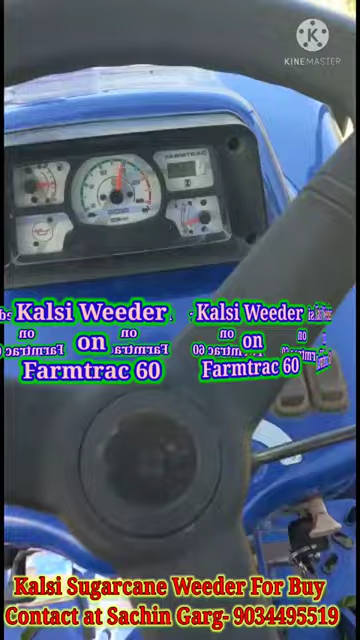 KINEMASTER
FARMTRAC
Kalsi Weeder
on
Farmtrac 60
Kalsi Weeder
on
Farmtrac 60
Kalsi Sugarcane Weeder For Buy
Contact at Sachin Garg- 9034495519